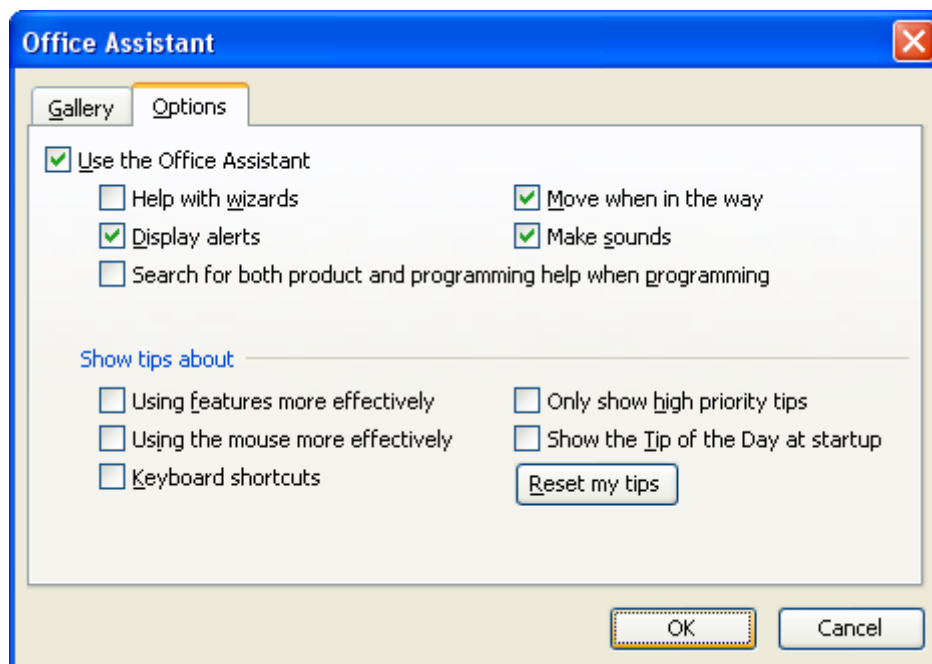 Office Assistant
Gallery Options
Use the Office Assistant
Help with wizards Move when in the way
Display alerts Make sounds
Search for both product and programming help when programming
Show tips about
Using features more effectively Only show high priority tips
Using the mouse more effectively Show the Tip of the Day at startup
Keyboard shortcuts Reset my tips
OK Cancel